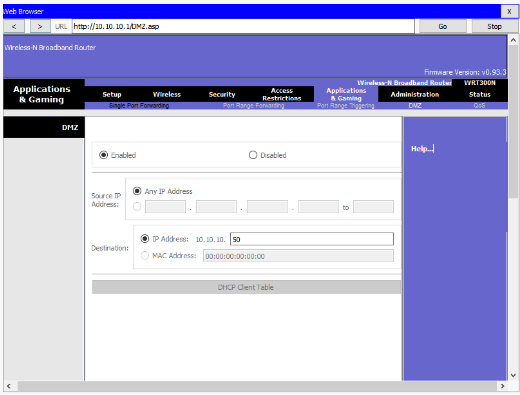 Web Browser X
< > URL http://10.10.10.1/DMZ.asp Go Stop
Wireless-N Broadband Router
Firmware Version: v0.93.3
Applications & Gaming
Wireless-N Broadband Router WRT300N
Setup Wireless Security Access Restrictions Applications & Gaming Administration Status
Single Port Forwarding Port Range Forwarding Port Range Triggering DMZ QoS
DMZ
Enabled Disabled
Help...
Source IP Address: Any IP Address
. . . to
Destination: IP Address: 10.10.10. 50
MAC Address: 00:00:00:00:00:00
DHCP Client Table